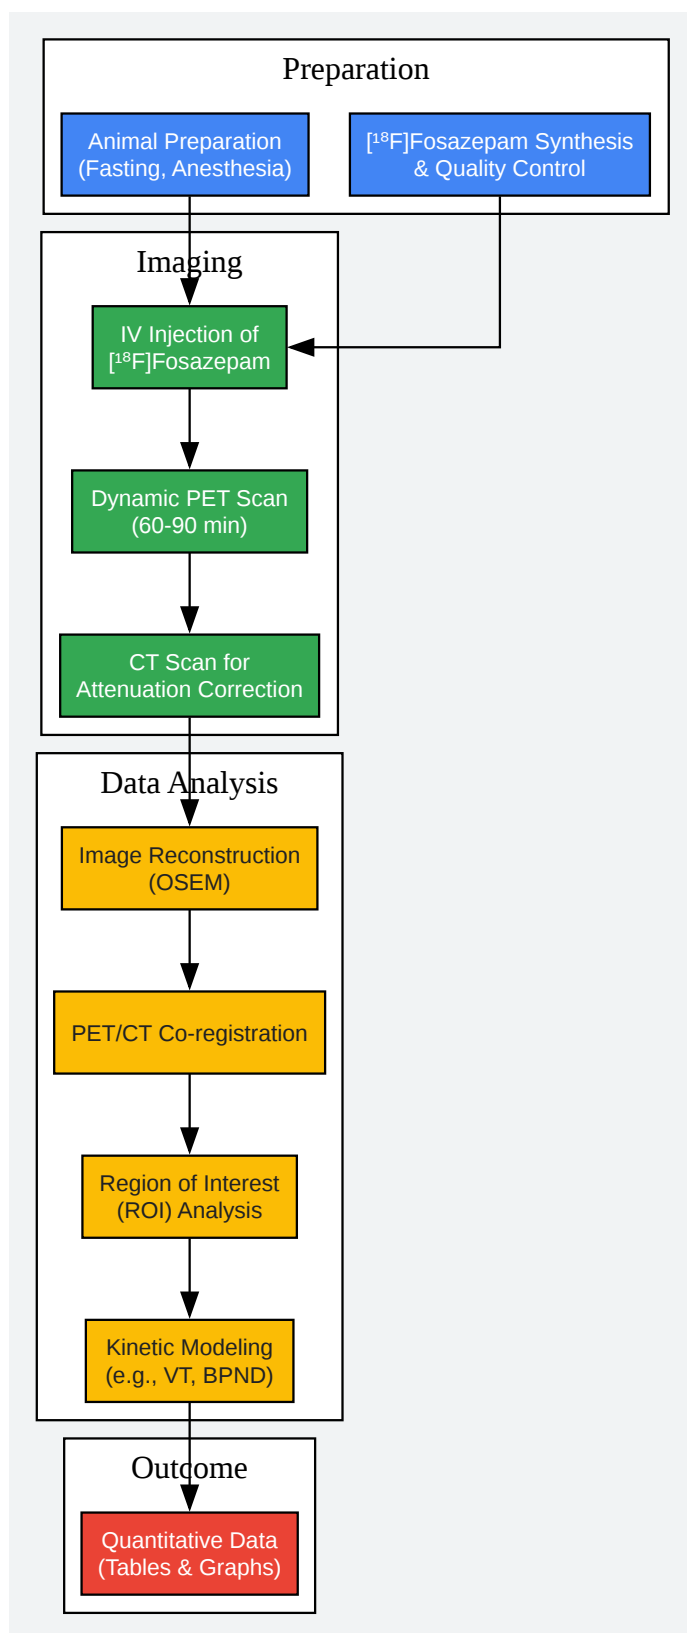 Preparation
Animal Preparation
(Fasting, Anesthesia)
[¹⁸F]Fosazepam Synthesis
& Quality Control
Imaging
IV Injection of
[¹⁸F]Fosazepam
Dynamic PET Scan
(60-90 min)
CT Scan for
Attenuation Correction
Data Analysis
Image Reconstruction
(OSEM)
PET/CT Co-registration
Region of Interest
(ROI) Analysis
Kinetic Modeling
(e.g., VT, BPND)
Outcome
Quantitative Data
(Tables & Graphs)